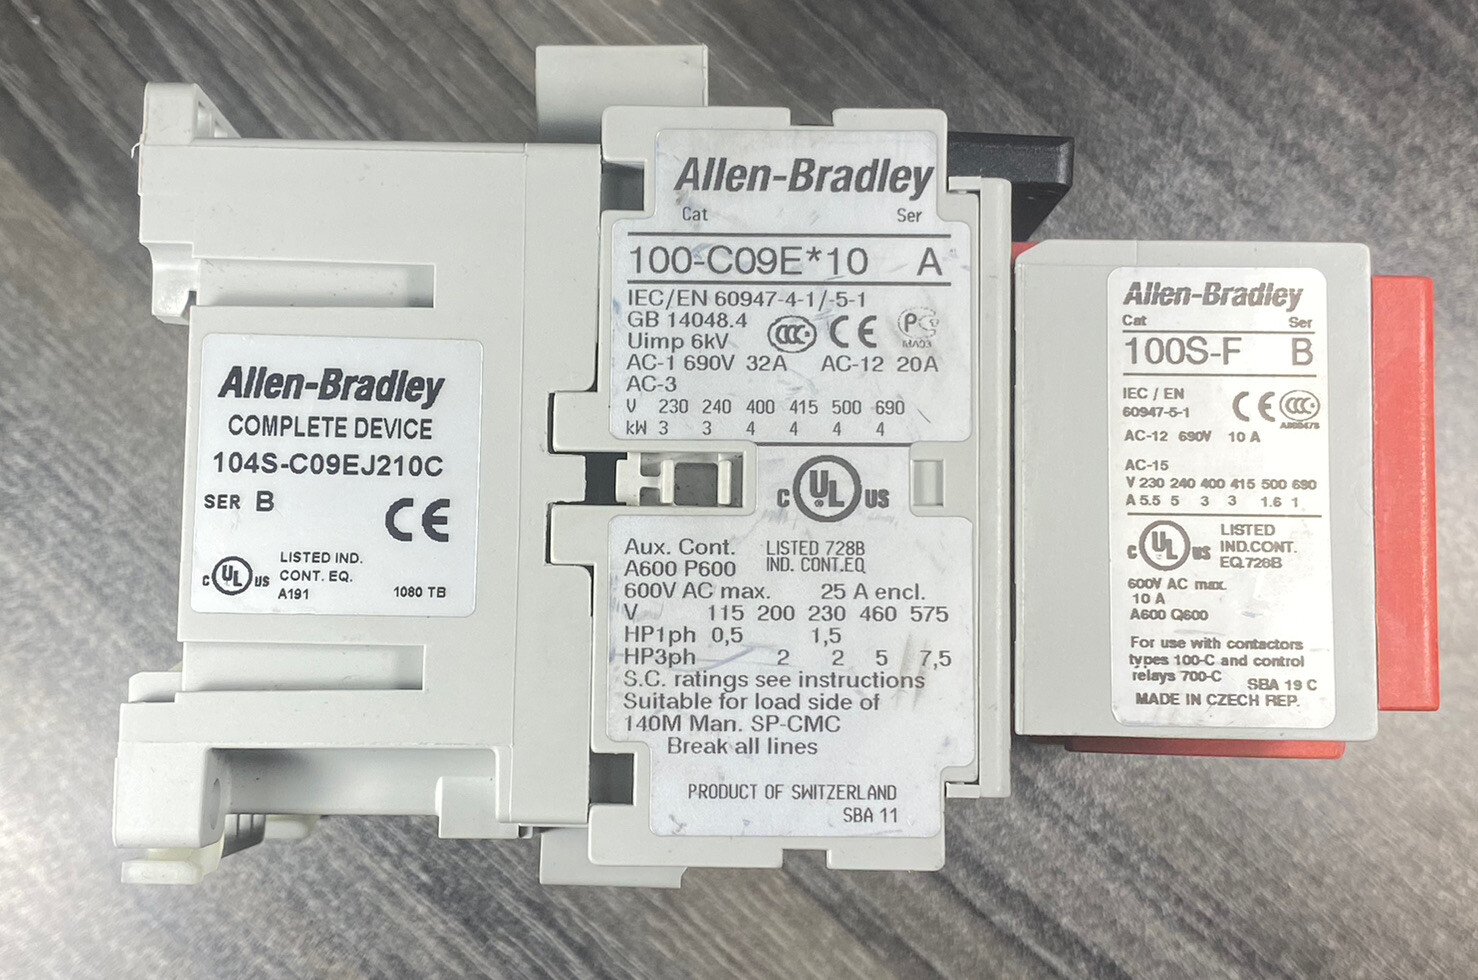 Allen-Bradley
COMPLETE DEVICE
104S-C09EJ210C
SER B
CE
C UL US
LISTED IND.
CONT. EQ.
A191
1080 TB
Allen-Bradley
Cat Ser
100-C09E*10 A
IEC/EN 60947-4-1/-5-1
GB 14048.4
Uimp 6kV
CCC CE
AC-1 690V 32A AC-12 20A
AC-3
V 230 240 400 415 500 690
kW 3 3 4 4 4 4
C UL US
Aux. Cont. LISTED 728B
A600 P600 IND. CONT.EQ
600V AC max. 25 A encl.
V 115 200 230 460 575
HP1ph 0,5 1,5
HP3ph 2 2 5 7,5
S.C. ratings see instructions
Suitable for load side of
140M Man. SP-CMC
Break all lines
PRODUCT OF SWITZERLAND
SBA 11
Allen-Bradley
Cat Ser
100S-F B
IEC / EN
60947-5-1
CE CCC
AC-12 690V 10 A
AC-15
V 230 240 400 415 500 690
A 5.5 5 3 3 1.6 1
C UL US
LISTED
IND.CONT.
EQ.728B
600V AC max.
10 A
A600 Q600
For use with contactors
types 100-C and control
relays 700-C
SBA 19 C
MADE IN CZECH REP.